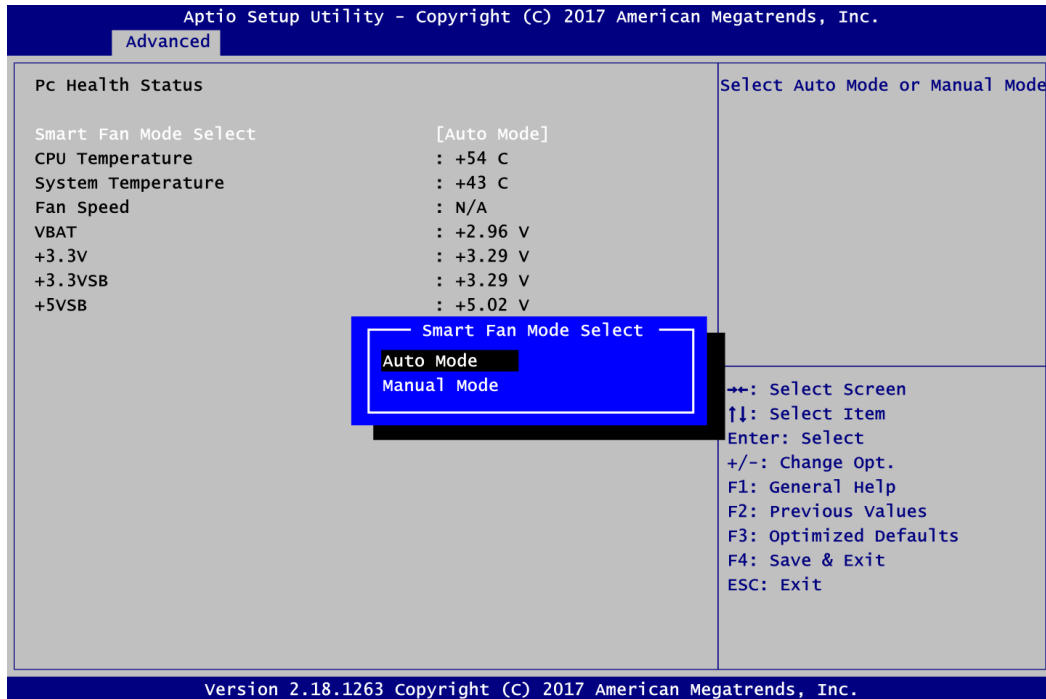 Aptio Setup Utility - Copyright (C) 2017 American Megatrends, Inc.
Advanced
Pc Health Status
Smart Fan Mode Select [Auto Mode]
CPU Temperature : +54 C
System Temperature : +43 C
Fan Speed : N/A
VBAT : +2.96 V
+3.3V : +3.29 V
+3.3VSB : +3.29 V
+5VSB : +5.02 V
Smart Fan Mode Select
Auto Mode
Manual Mode
Select Auto Mode or Manual Mode
→←: Select Screen
↑↓: Select Item
Enter: Select
+/-: Change Opt.
F1: General Help
F2: Previous Values
F3: Optimized Defaults
F4: Save & Exit
ESC: Exit
Version 2.18.1263 Copyright (C) 2017 American Megatrends, Inc.